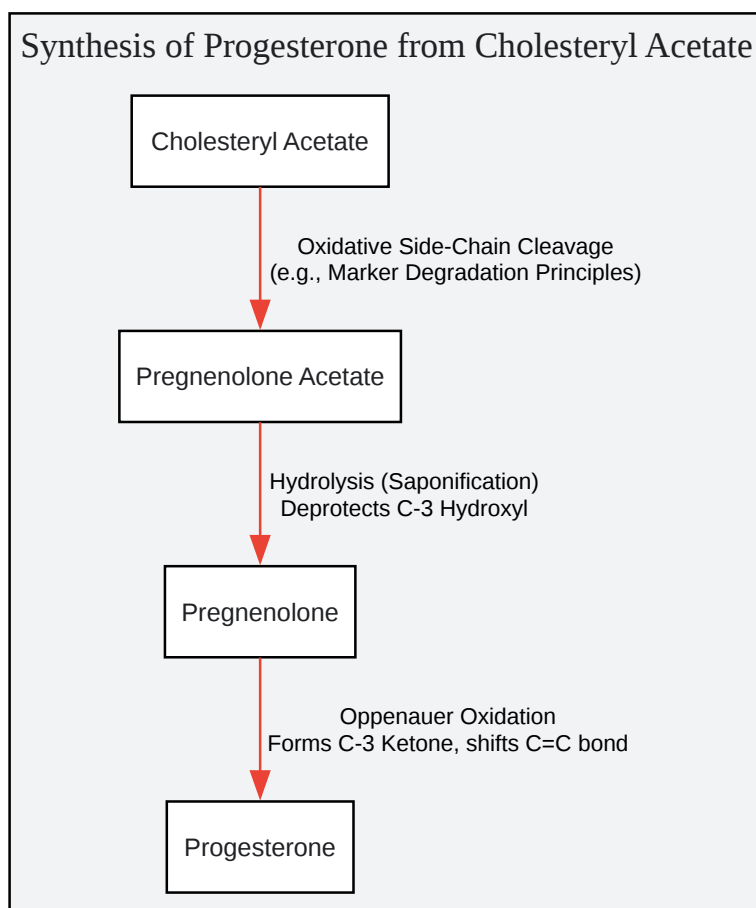 Synthesis of Progesterone from Cholesteryl Acetate
Cholesteryl Acetate
Oxidative Side-Chain Cleavage
(e.g., Marker Degradation Principles)
Pregnenolone Acetate
Hydrolysis (Saponification)
Deprotects C-3 Hydroxyl
Pregnenolone
Oppenauer Oxidation
Forms C-3 Ketone, shifts C=C bond
Progesterone